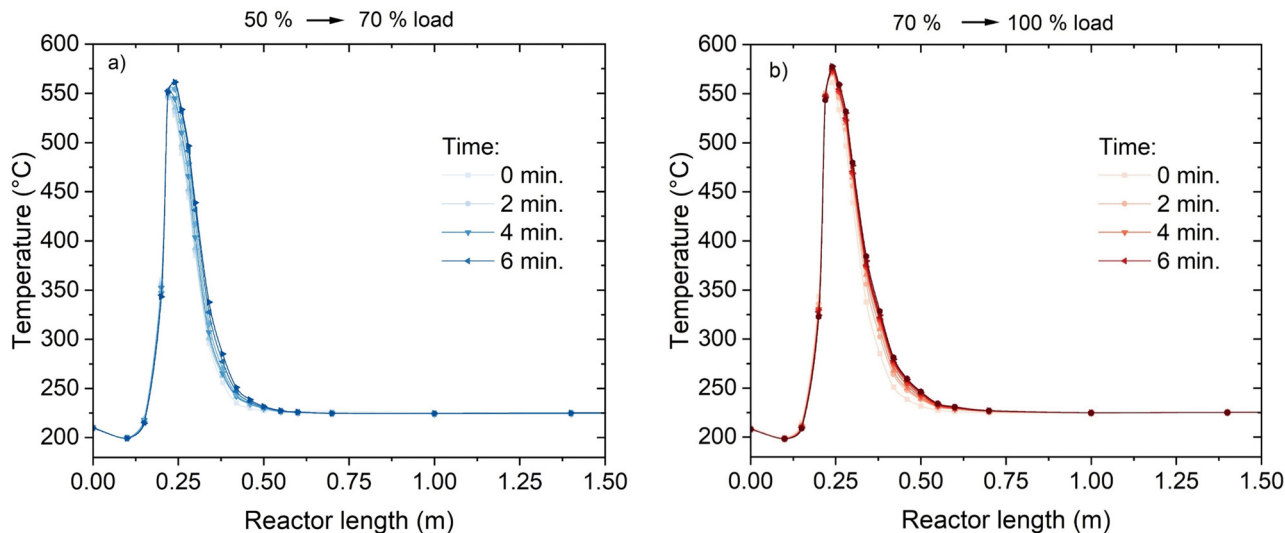 50 % → 70 % load
a)
600
550
500
450
400
350
300
250
200
Temperature (°C)
Time:
0 min.
2 min.
4 min.
6 min.
0.00 0.25 0.50 0.75 1.00 1.25 1.50
Reactor length (m)
70 % → 100 % load
b)
600
550
500
450
400
350
300
250
200
Temperature (°C)
Time:
0 min.
2 min.
4 min.
6 min.
0.00 0.25 0.50 0.75 1.00 1.25 1.50
Reactor length (m)